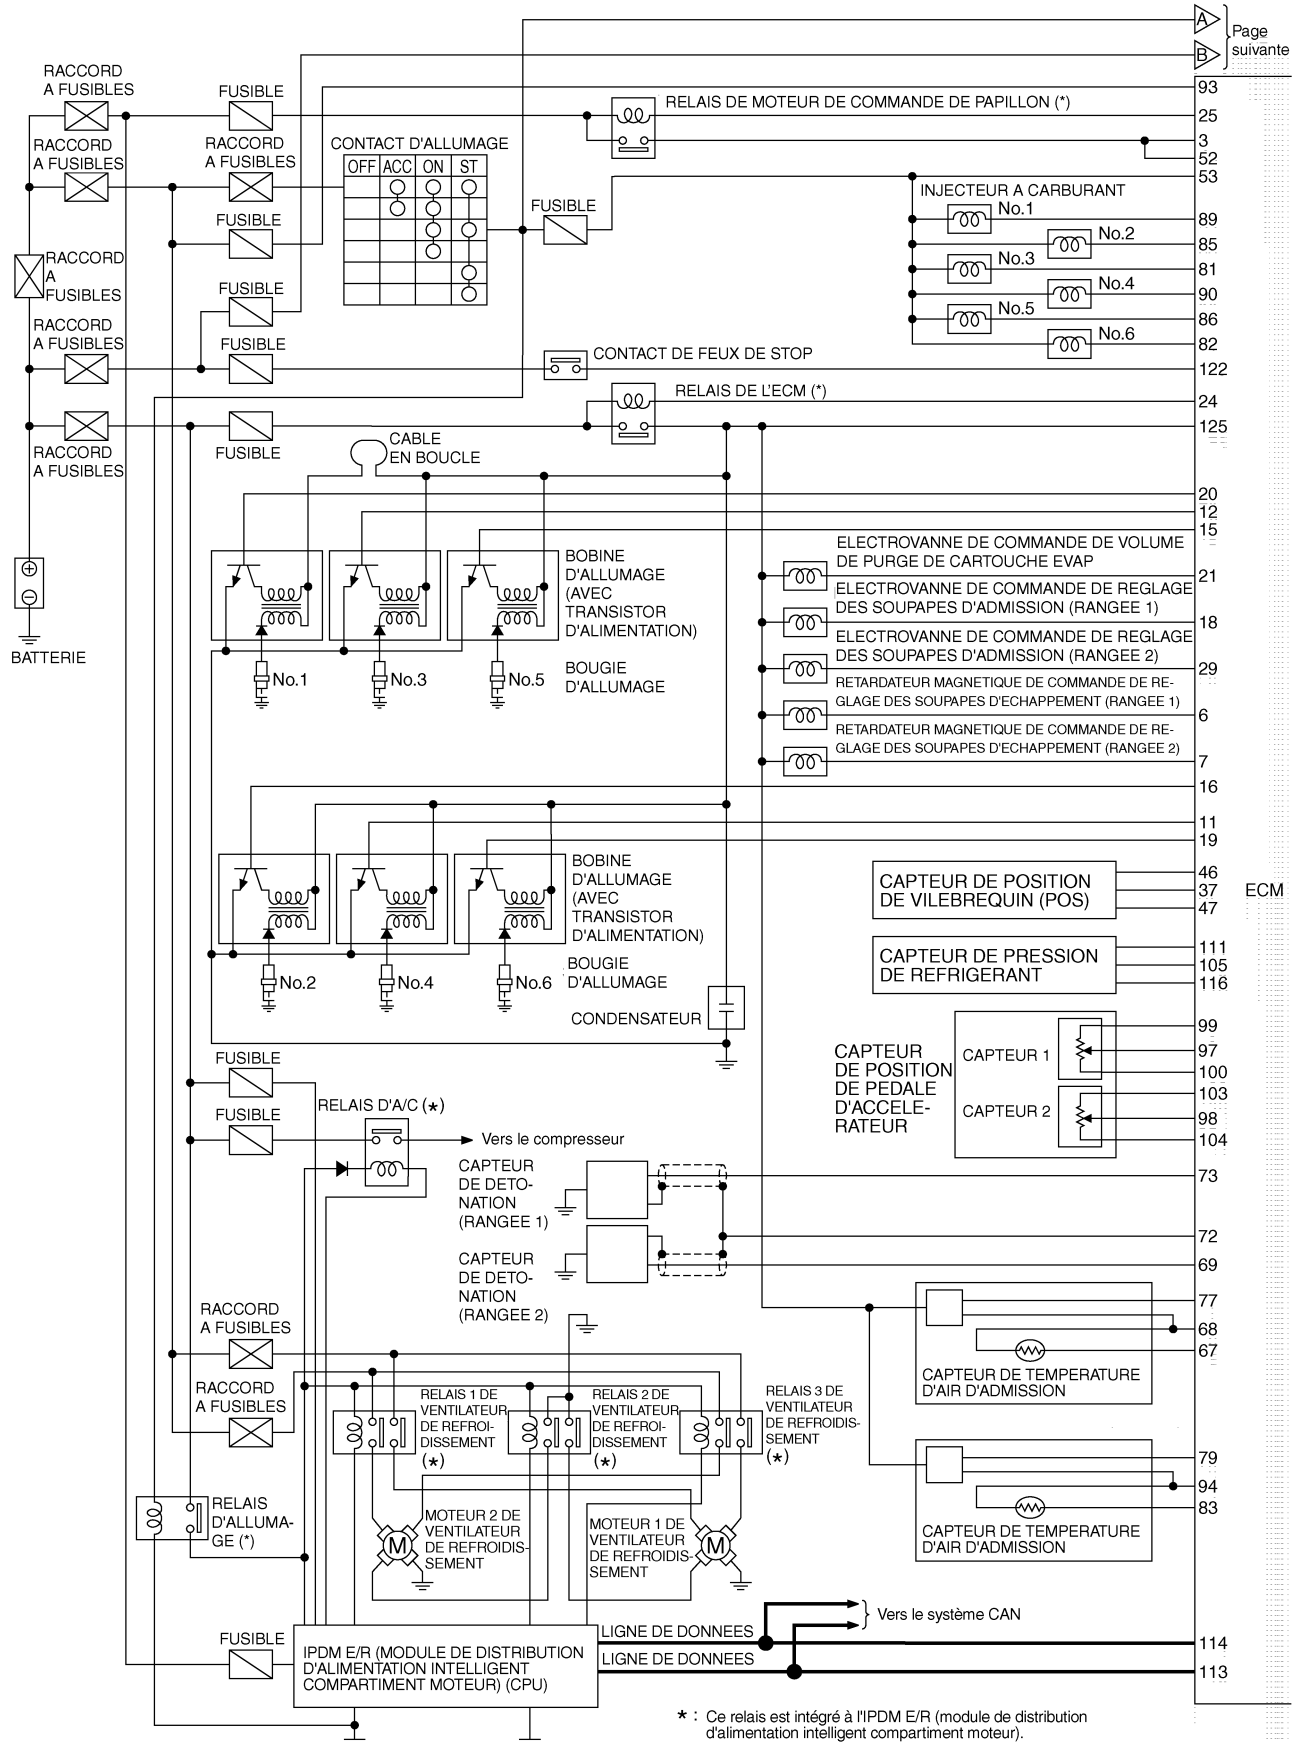 A
Page
suivante
B
RACCORD
A FUSIBLES
FUSIBLE
93
RELAIS DE MOTEUR DE COMMANDE DE PAPILLON (*)
25
RACCORD
A FUSIBLES
RACCORD
A FUSIBLES
CONTACT D'ALLUMAGE
OFF ACC ON ST
3
52
53
FUSIBLE
FUSIBLE
INJECTEUR A CARBURANT
No.1
89
No.2
85
No.3
81
No.4
90
No.5
86
No.6
82
RACCORD
A
FUSIBLES
FUSIBLE
RACCORD
A FUSIBLES
FUSIBLE
CONTACT DE FEUX DE STOP
122
RELAIS DE L'ECM (*)
24
125
RACCORD
A FUSIBLES
FUSIBLE
CABLE
EN BOUCLE
20
12
15
BATTERIE
BOBINE
D'ALLUMAGE
(AVEC
TRANSISTOR
D'ALIMENTATION)
No.1
No.3
No.5
BOUGIE
D'ALLUMAGE
ELECTROVANNE DE COMMANDE DE VOLUME
DE PURGE DE CARTOUCHE EVAP
21
ELECTROVANNE DE COMMANDE DE REGLAGE
DES SOUPAPES D'ADMISSION (RANGEE 1)
18
ELECTROVANNE DE COMMANDE DE REGLAGE
DES SOUPAPES D'ADMISSION (RANGEE 2)
29
RETARDATEUR MAGNETIQUE DE COMMANDE DE RE-
GLAGE DES SOUPAPES D'ECHAPPEMENT (RANGEE 1)
6
RETARDATEUR MAGNETIQUE DE COMMANDE DE RE-
GLAGE DES SOUPAPES D'ECHAPPEMENT (RANGEE 2)
7
16
11
19
BOBINE
D'ALLUMAGE
(AVEC
TRANSISTOR
D'ALIMENTATION)
No.2
No.4
No.6
BOUGIE
D'ALLUMAGE
CONDENSATEUR
CAPTEUR DE POSITION
DE VILEBREQUIN (POS)
46
37
47
ECM
CAPTEUR DE PRESSION
DE REFRIGERANT
111
105
116
CAPTEUR
DE POSITION
DE PEDALE
D'ACCELE-
RATEUR
CAPTEUR 1
CAPTEUR 2
99
97
100
103
98
104
FUSIBLE
RELAIS D'A/C (*)
FUSIBLE
Vers le compresseur
CAPTEUR
DE DETO-
NATION
(RANGEE 1)
73
72
CAPTEUR
DE DETO-
NATION
(RANGEE 2)
69
77
68
67
CAPTEUR DE TEMPERATURE
D'AIR D'ADMISSION
RACCORD
A FUSIBLES
RACCORD
A FUSIBLES
RELAIS 1 DE
VENTILATEUR
DE REFROI-
DISSEMENT
(*)
RELAIS 2 DE
VENTILATEUR
DE REFROI-
DISSEMENT
(*)
RELAIS 3 DE
VENTILATEUR
DE REFROIDIS-
SEMENT
(*)
79
94
83
CAPTEUR DE TEMPERATURE
D'AIR D'ADMISSION
RELAIS
D'ALLUMA-
GE (*)
M
MOTEUR 2 DE
VENTILATEUR
DE REFROIDIS-
SEMENT
MOTEUR 1 DE
VENTILATEUR
DE REFROIDIS-
SEMENT
M
Vers le système CAN
FUSIBLE
IPDM E/R (MODULE DE DISTRIBUTION
D'ALIMENTATION INTELLIGENT
COMPARTIMENT MOTEUR) (CPU)
LIGNE DE DONNEES
114
LIGNE DE DONNEES
113
* : Ce relais est intégré à l'IPDM E/R (module de distribution
d'alimentation intelligent compartiment moteur).